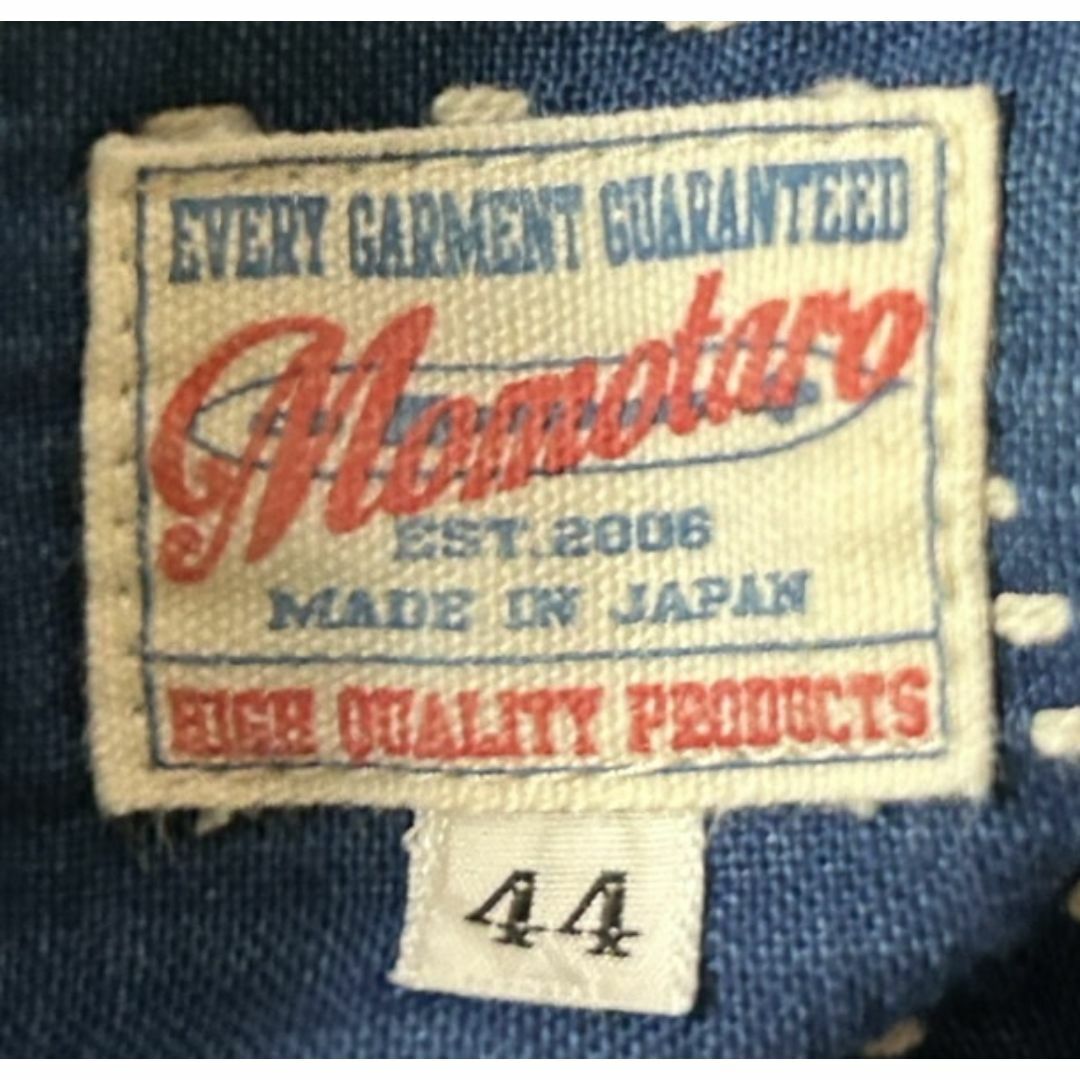 EVERY GARMENT GUARANTEED
Momotaro
EST. 2006
MADE IN JAPAN
HIGH QUALITY PRODUCTS
44